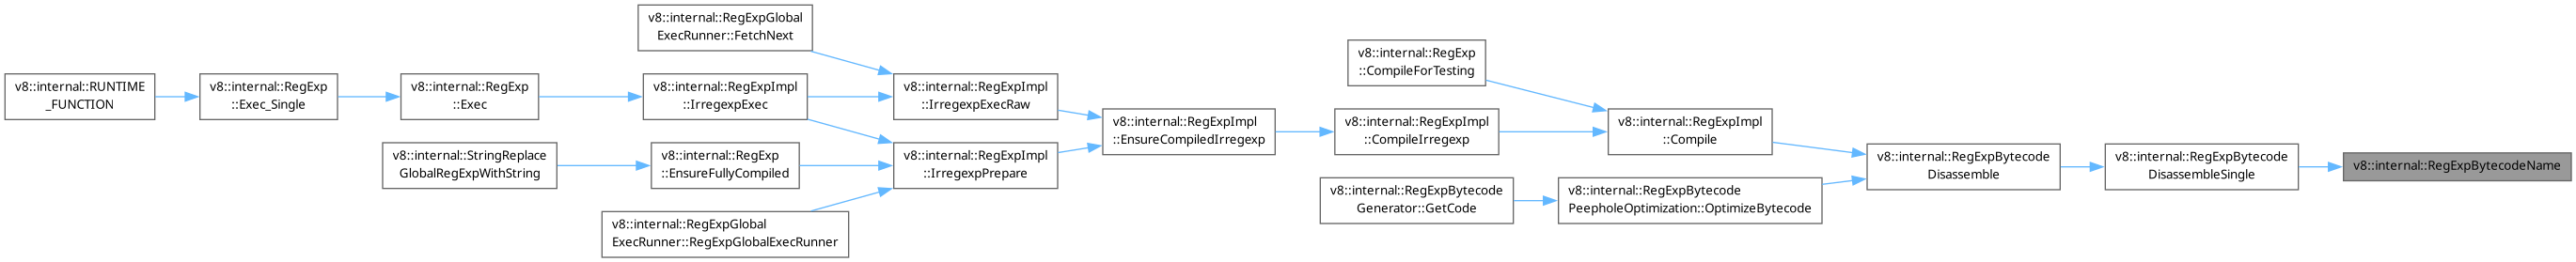 v8::internal::RUNTIME
_FUNCTION
v8::internal::RegExp
::Exec_Single
v8::internal::RegExp
::Exec
v8::internal::StringReplace
GlobalRegExpWithString
v8::internal::RegExpGlobal
ExecRunner::FetchNext
v8::internal::RegExpImpl
::IrregexpExec
v8::internal::RegExp
::EnsureFullyCompiled
v8::internal::RegExpGlobal
ExecRunner::RegExpGlobalExecRunner
v8::internal::RegExpImpl
::IrregexpExecRaw
v8::internal::RegExpImpl
::IrregexpPrepare
v8::internal::RegExpImpl
::EnsureCompiledIrregexp
v8::internal::RegExp
::CompileForTesting
v8::internal::RegExpImpl
::CompileIrregexp
v8::internal::RegExpBytecode
Generator::GetCode
v8::internal::RegExpImpl
::Compile
v8::internal::RegExpBytecode
PeepholeOptimization::OptimizeBytecode
v8::internal::RegExpBytecode
Disassemble
v8::internal::RegExpBytecode
DisassembleSingle
v8::internal::RegExpBytecodeName